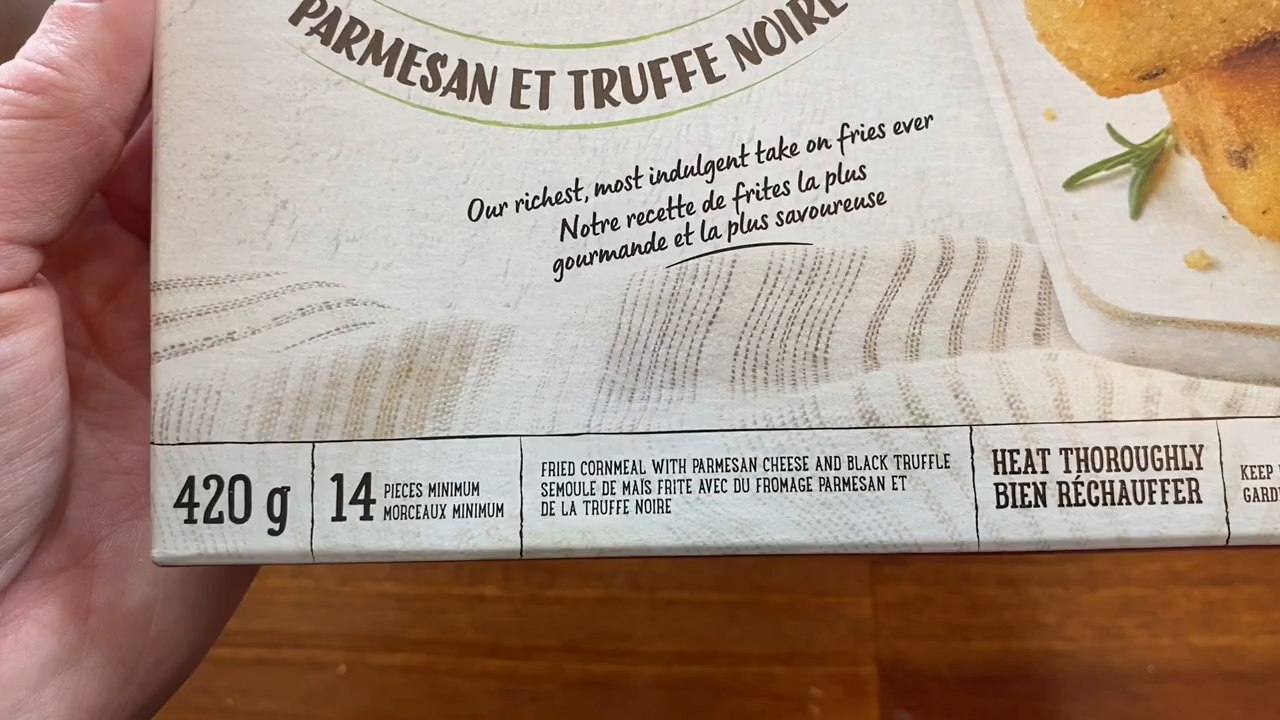 PARMESAN ET TRUFFE NOIRE
Our richest, most indulgent take on fries ever
Notre recette de frites la plus
gourmande et la plus savoureuse
420 g
14 PIECES MINIMUM
MORCEAUX MINIMUM
FRIED CORNMEAL WITH PARMESAN CHEESE AND BLACK TRUFFLE
SEMOULE DE MAÏS FRITE AVEC DU FROMAGE PARMESAN ET
DE LA TRUFFE NOIRE
HEAT THOROUGHLY
BIEN RÉCHAUFFER
KEEP